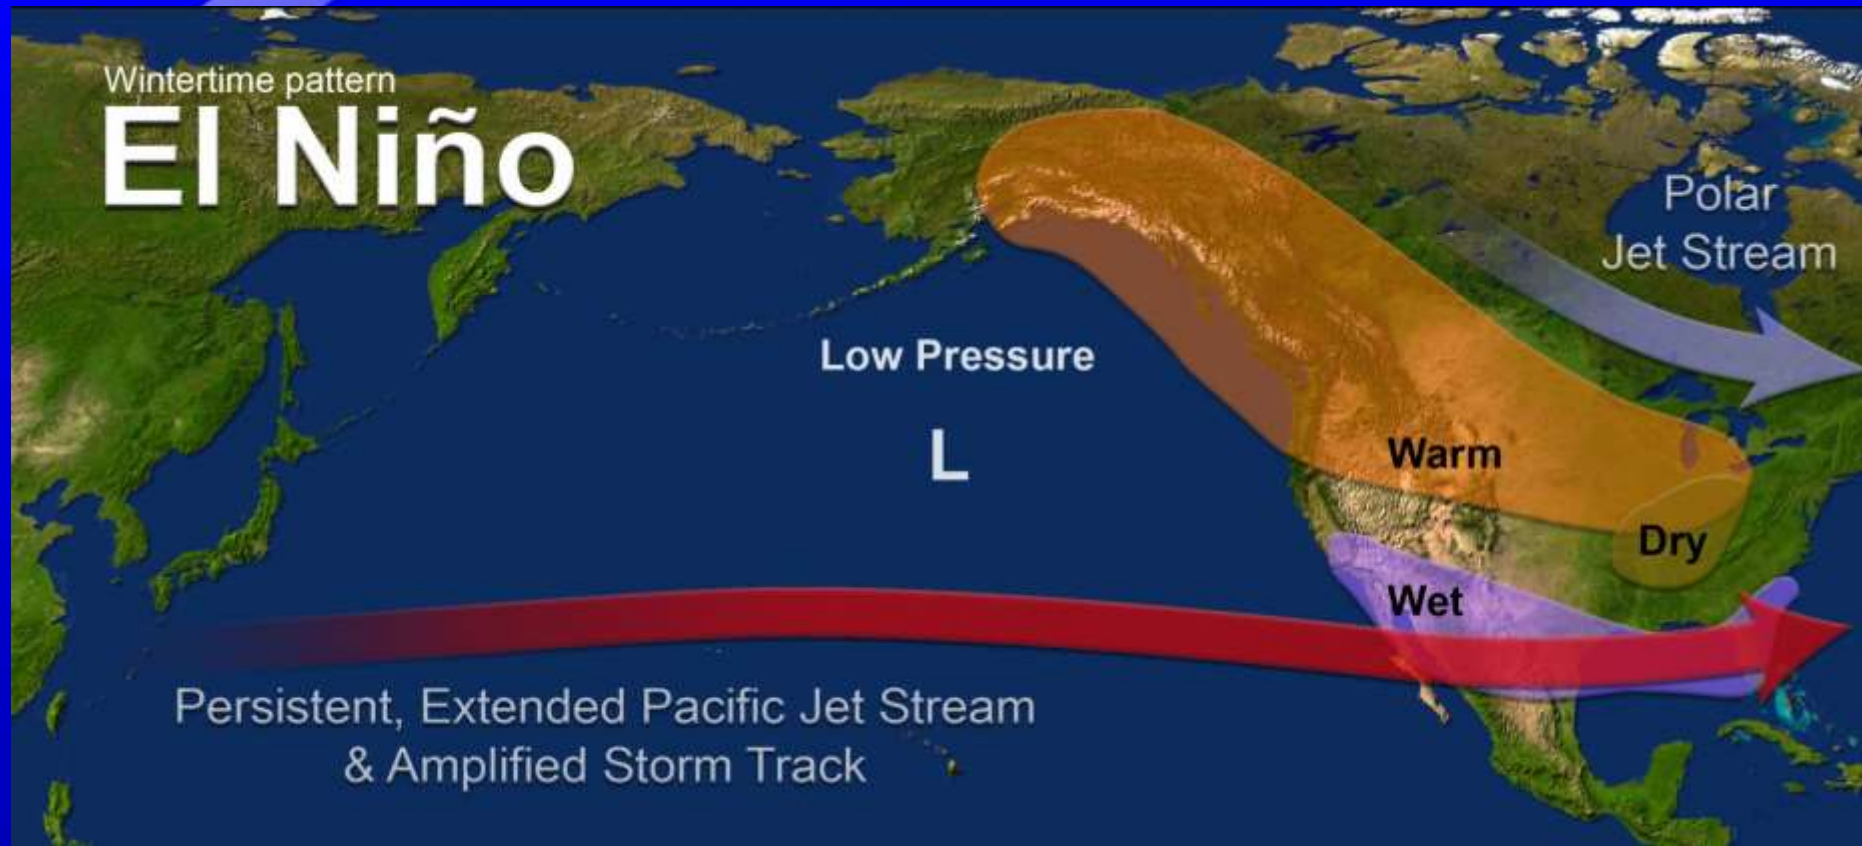 Wintertime pattern
El Niño
Polar
Jet Stream
Low Pressure
L
Warm
Dry
Wet
Persistent, Extended Pacific Jet Stream
& Amplified Storm Track